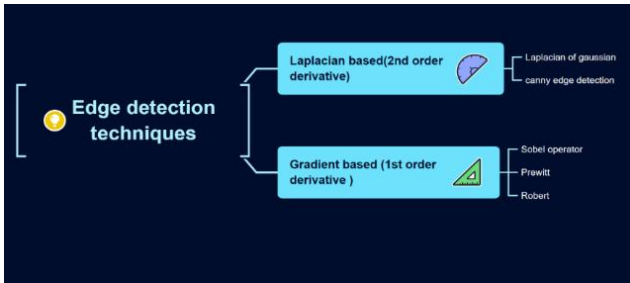 Edge detection
techniques
Laplacian based(2nd order
derivative)
Laplacian of gaussian
canny edge detection
Gradient based (1st order
derivative )
Sobel operator
Prewitt
Robert